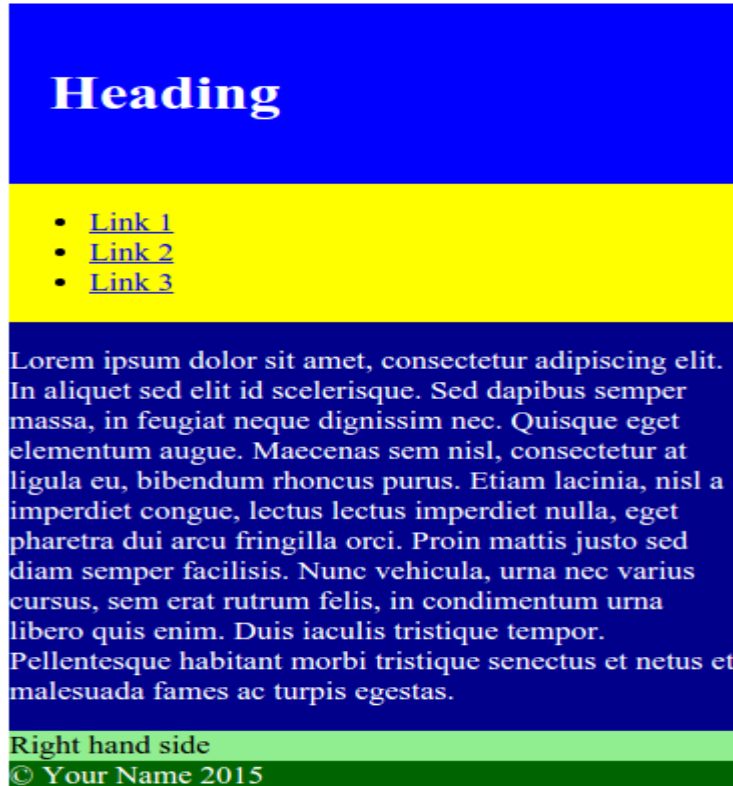 Heading
Link 1
Link 2
Link 3
Lorem ipsum dolor sit amet, consectetur adipiscing elit.
In aliquet sed elit id scelerisque. Sed dapibus semper
massa, in feugiat neque dignissim nec. Quisque eget
elementum augue. Maecenas sem nisl, consectetur at
ligula eu, bibendum rhoncus purus. Etiam lacinia, nisl a
imperdiet congue, lectus lectus imperdiet nulla, eget
pharetra dui arcu fringilla orci. Proin mattis justo sed
diam semper facilisis. Nunc vehicula, urna nec varius
cursus, sem erat rutrum felis, in condimentum urna
libero quis enim. Duis iaculis tristique tempor.
Pellentesque habitant morbi tristique senectus et netus et
malesuada fames ac turpis egestas.
Right hand side
© Your Name 2015